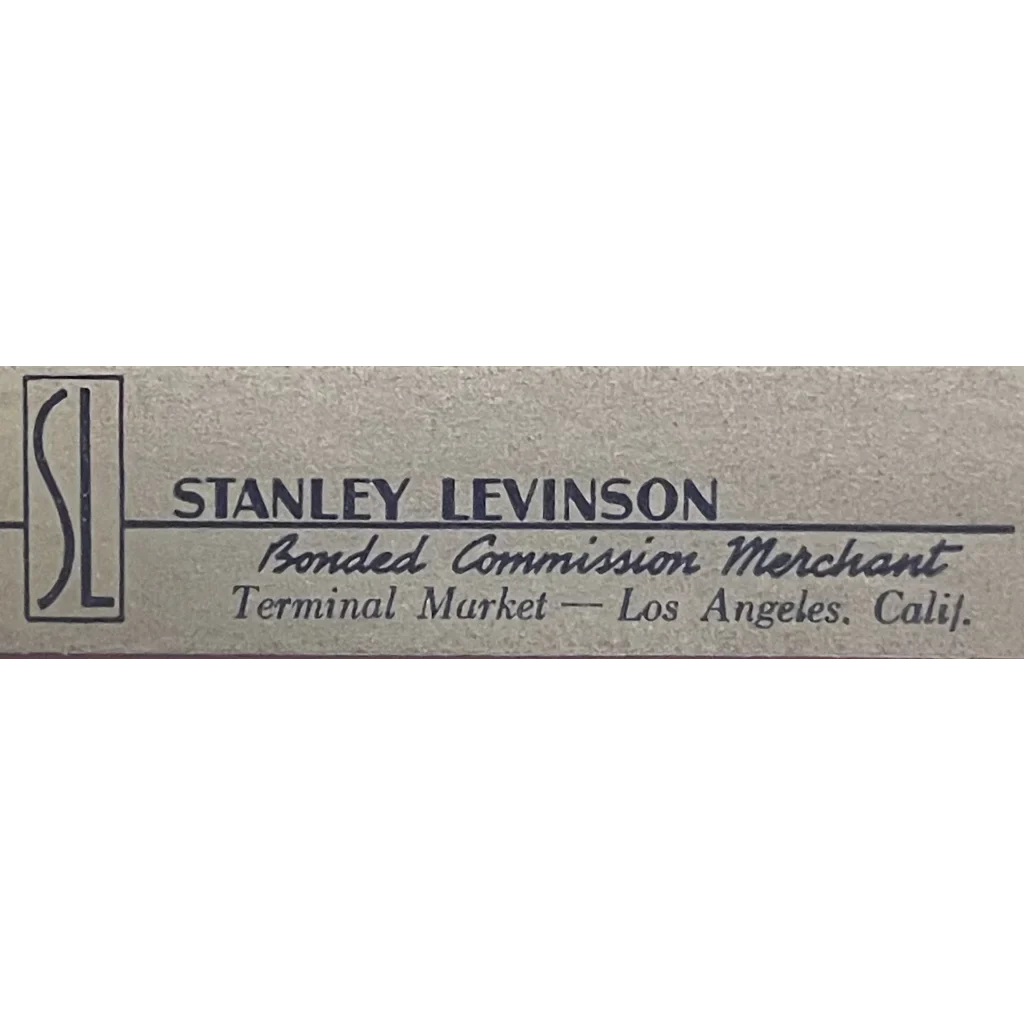 SL
STANLEY LEVINSON
Bonded Commission Merchant
Terminal Market — Los Angeles, Calif.